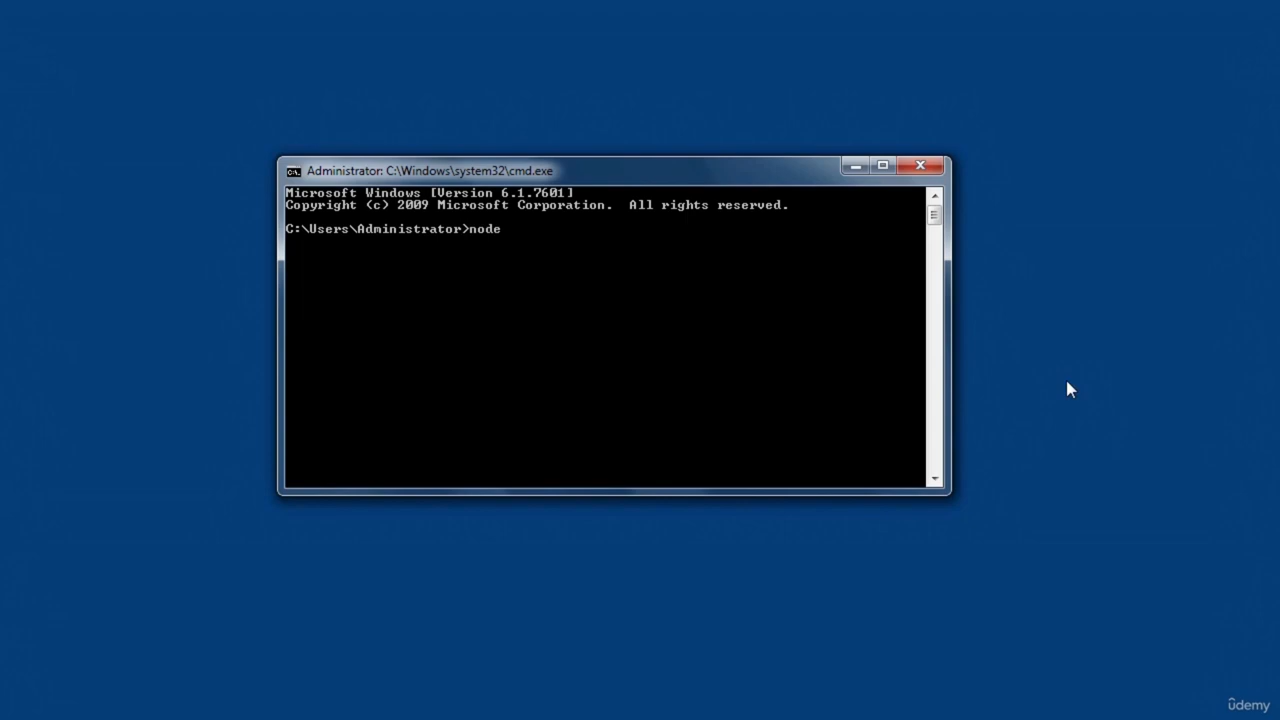 Administrator: C:\Windows\system32\cmd.exe
Microsoft Windows [Version 6.1.7601]
Copyright (c) 2009 Microsoft Corporation.  All rights reserved.
C:\Users\Administrator>node
ûdemy